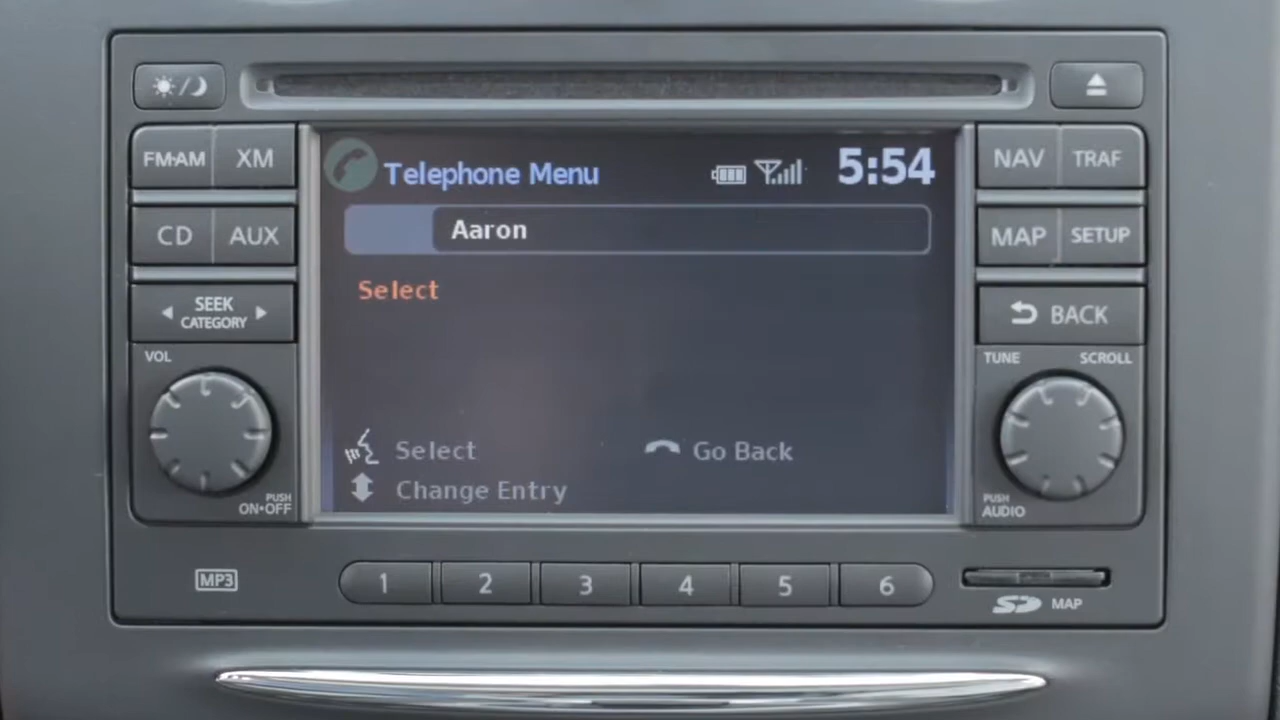 FM•AM XM
CD AUX
SEEK
CATEGORY
VOL
PUSH
ON•OFF
Telephone Menu 5:54
Aaron
Select
Select Go Back
Change Entry
NAV TRAF
MAP SETUP
BACK
TUNE SCROLL
PUSH
AUDIO
MP3
1 2 3 4 5 6
SD MAP